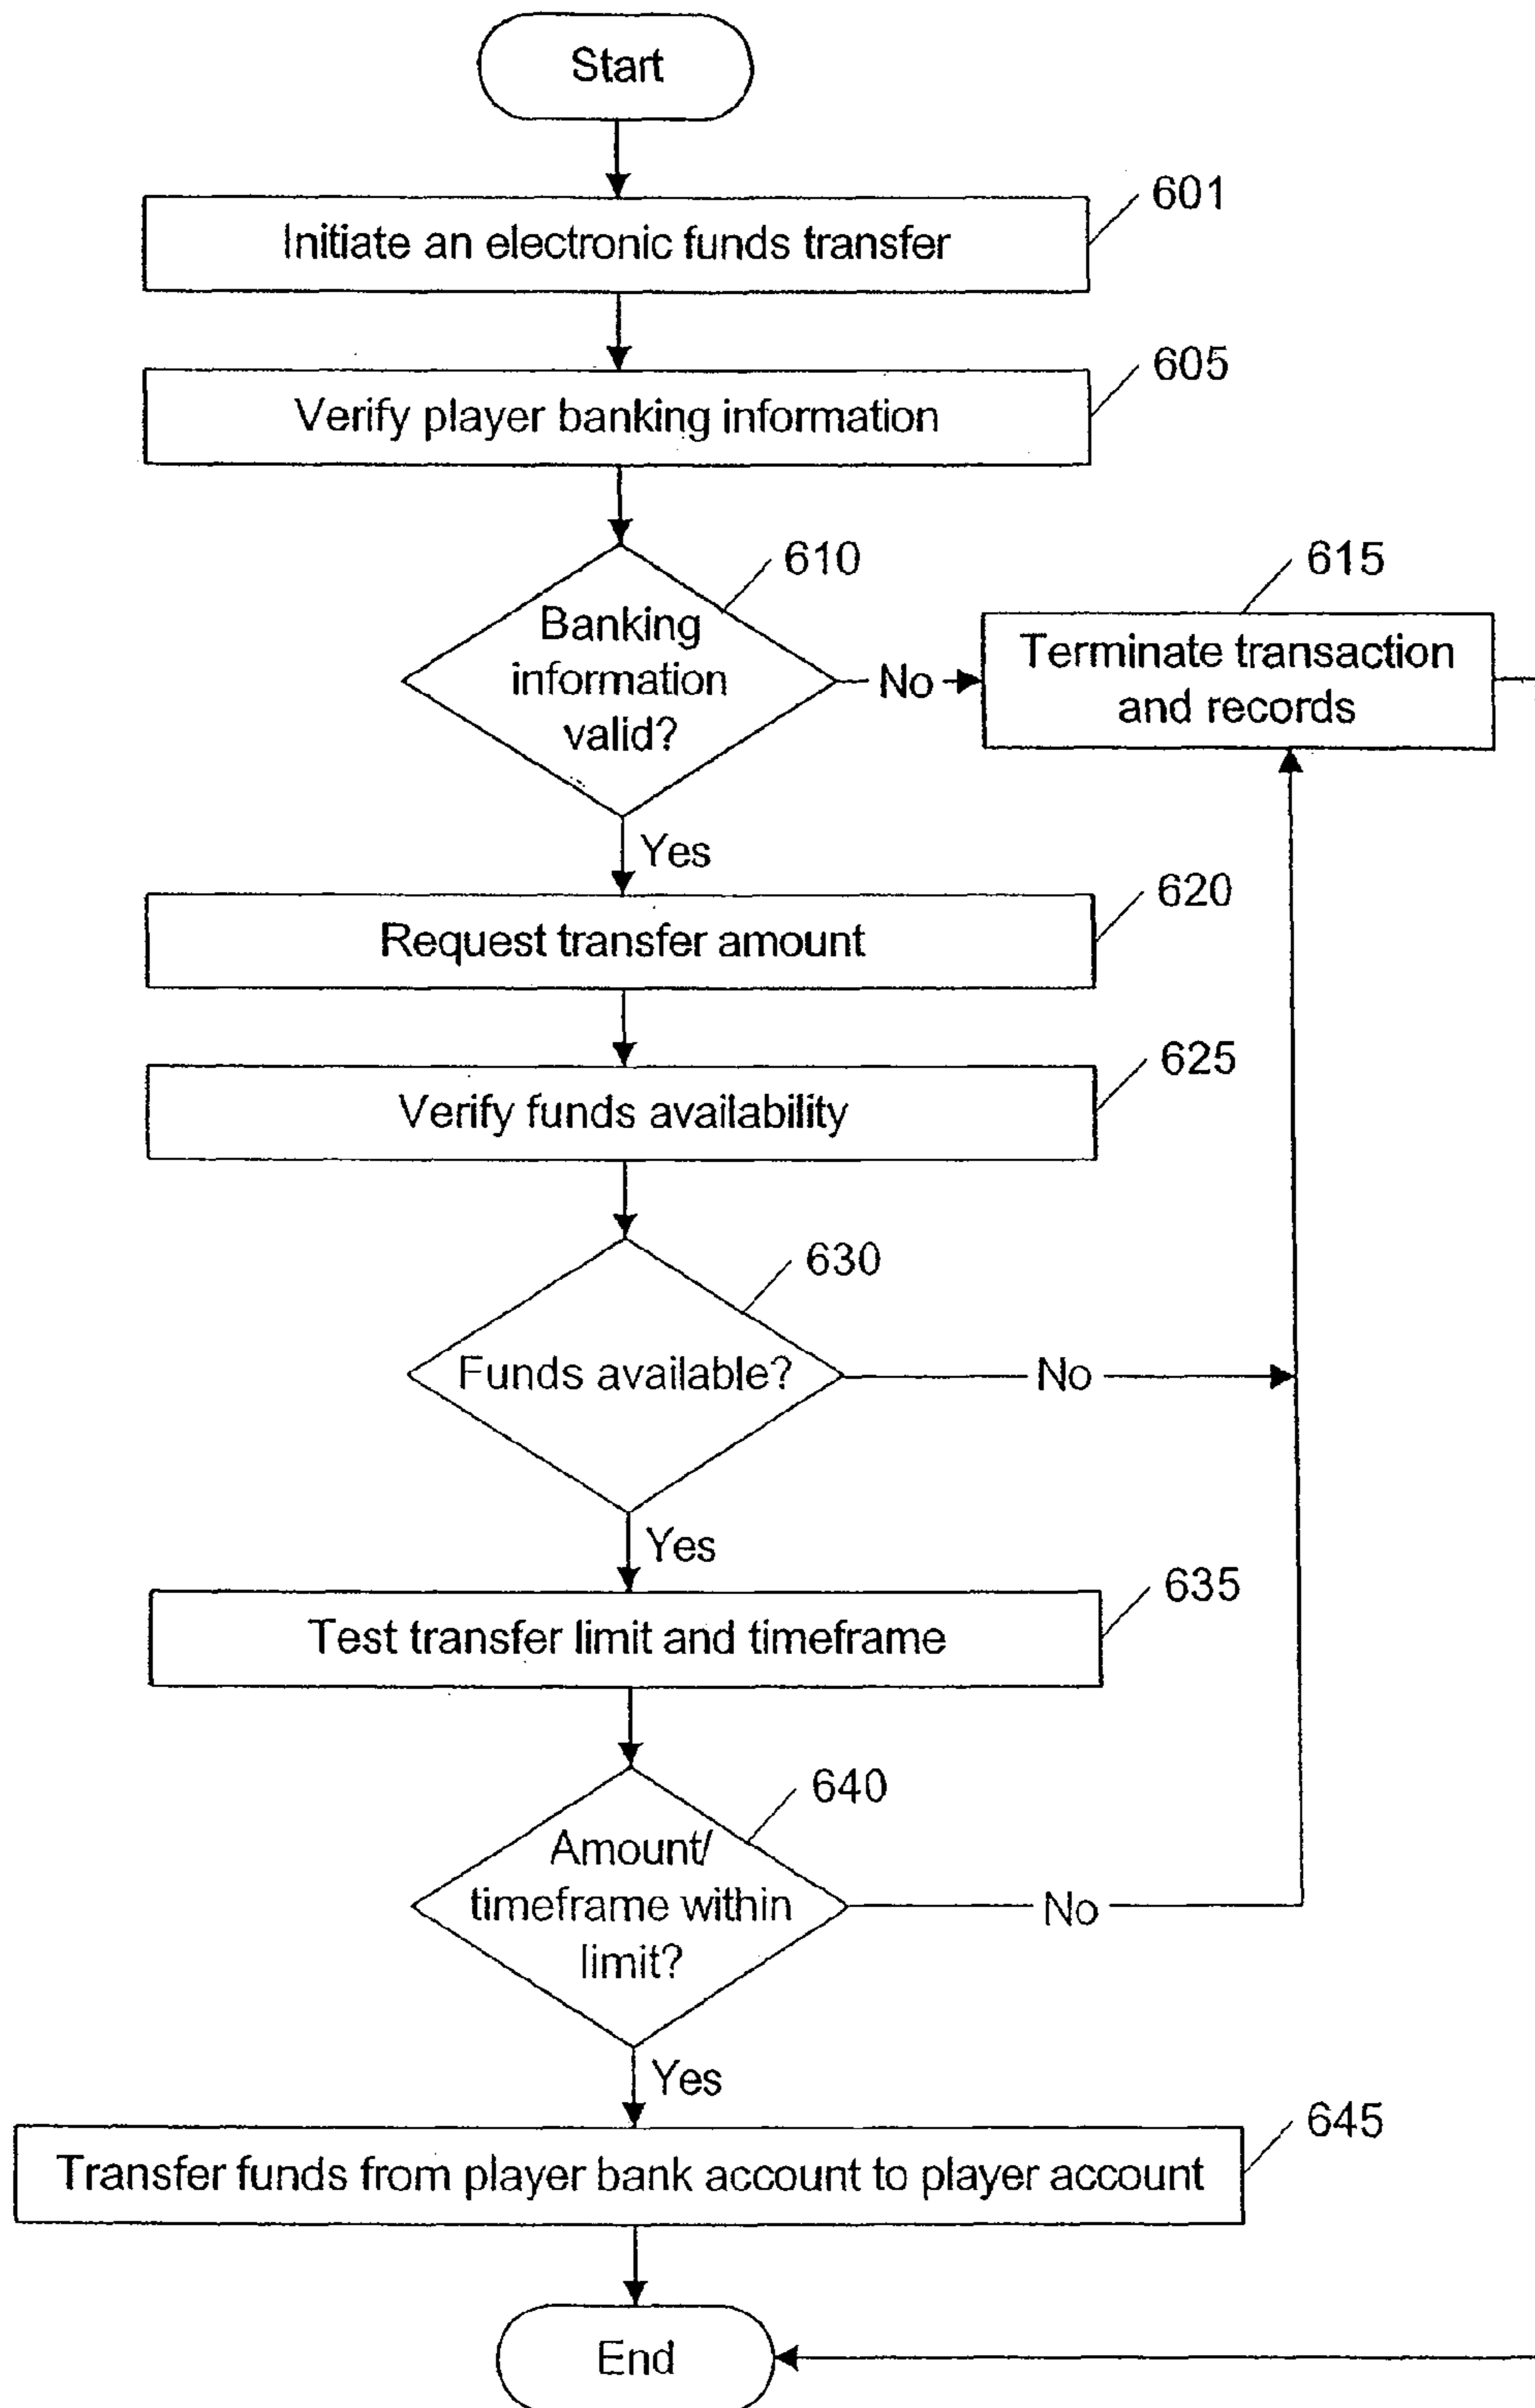 Start
601
Initiate an electronic funds transfer
605
Verify player banking information
610
Banking
information
valid?
No
615
Terminate transaction
and records
Yes
620
Request transfer amount
625
Verify funds availability
630
Funds available?
No
Yes
635
Test transfer limit and timeframe
640
Amount/
timeframe within
limit?
No
Yes
645
Transfer funds from player bank account to player account
End